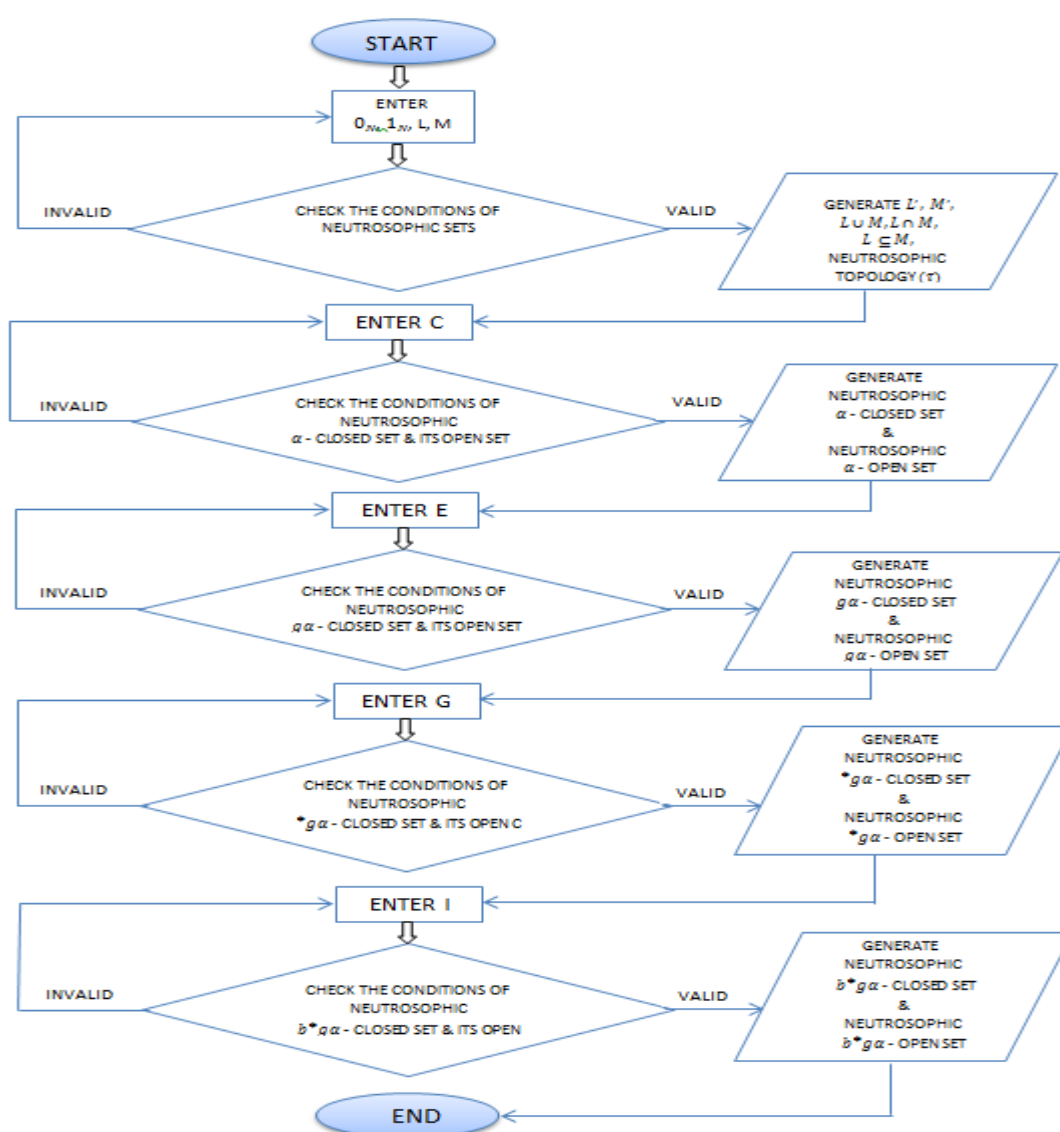 START
ENTER
0_Nu, 1_N, L, M
INVALID
CHECK THE CONDITIONS OF
NEUTROSOPHIC SETS
VALID
GENERATE L', M',
L ∪ M, L ∩ M,
L ⊆ M,
NEUTROSOPHIC
TOPOLOGY (τ)
ENTER C
INVALID
CHECK THE CONDITIONS OF
NEUTROSOPHIC
α - CLOSED SET & ITS OPEN SET
VALID
GENERATE
NEUTROSOPHIC
α - CLOSED SET
&
NEUTROSOPHIC
α - OPEN SET
ENTER E
INVALID
CHECK THE CONDITIONS OF
NEUTROSOPHIC
gα - CLOSED SET & ITS OPEN SET
VALID
GENERATE
NEUTROSOPHIC
gα - CLOSED SET
&
NEUTROSOPHIC
gα - OPEN SET
ENTER G
INVALID
CHECK THE CONDITIONS OF
NEUTROSOPHIC
*gα - CLOSED SET & ITS OPEN C
VALID
GENERATE
NEUTROSOPHIC
*gα - CLOSED SET
&
NEUTROSOPHIC
*gα - OPEN SET
ENTER I
INVALID
CHECK THE CONDITIONS OF
NEUTROSOPHIC
b*gα - CLOSED SET & ITS OPEN
VALID
GENERATE
NEUTROSOPHIC
b*gα - CLOSED SET
&
NEUTROSOPHIC
b*gα - OPEN SET
END